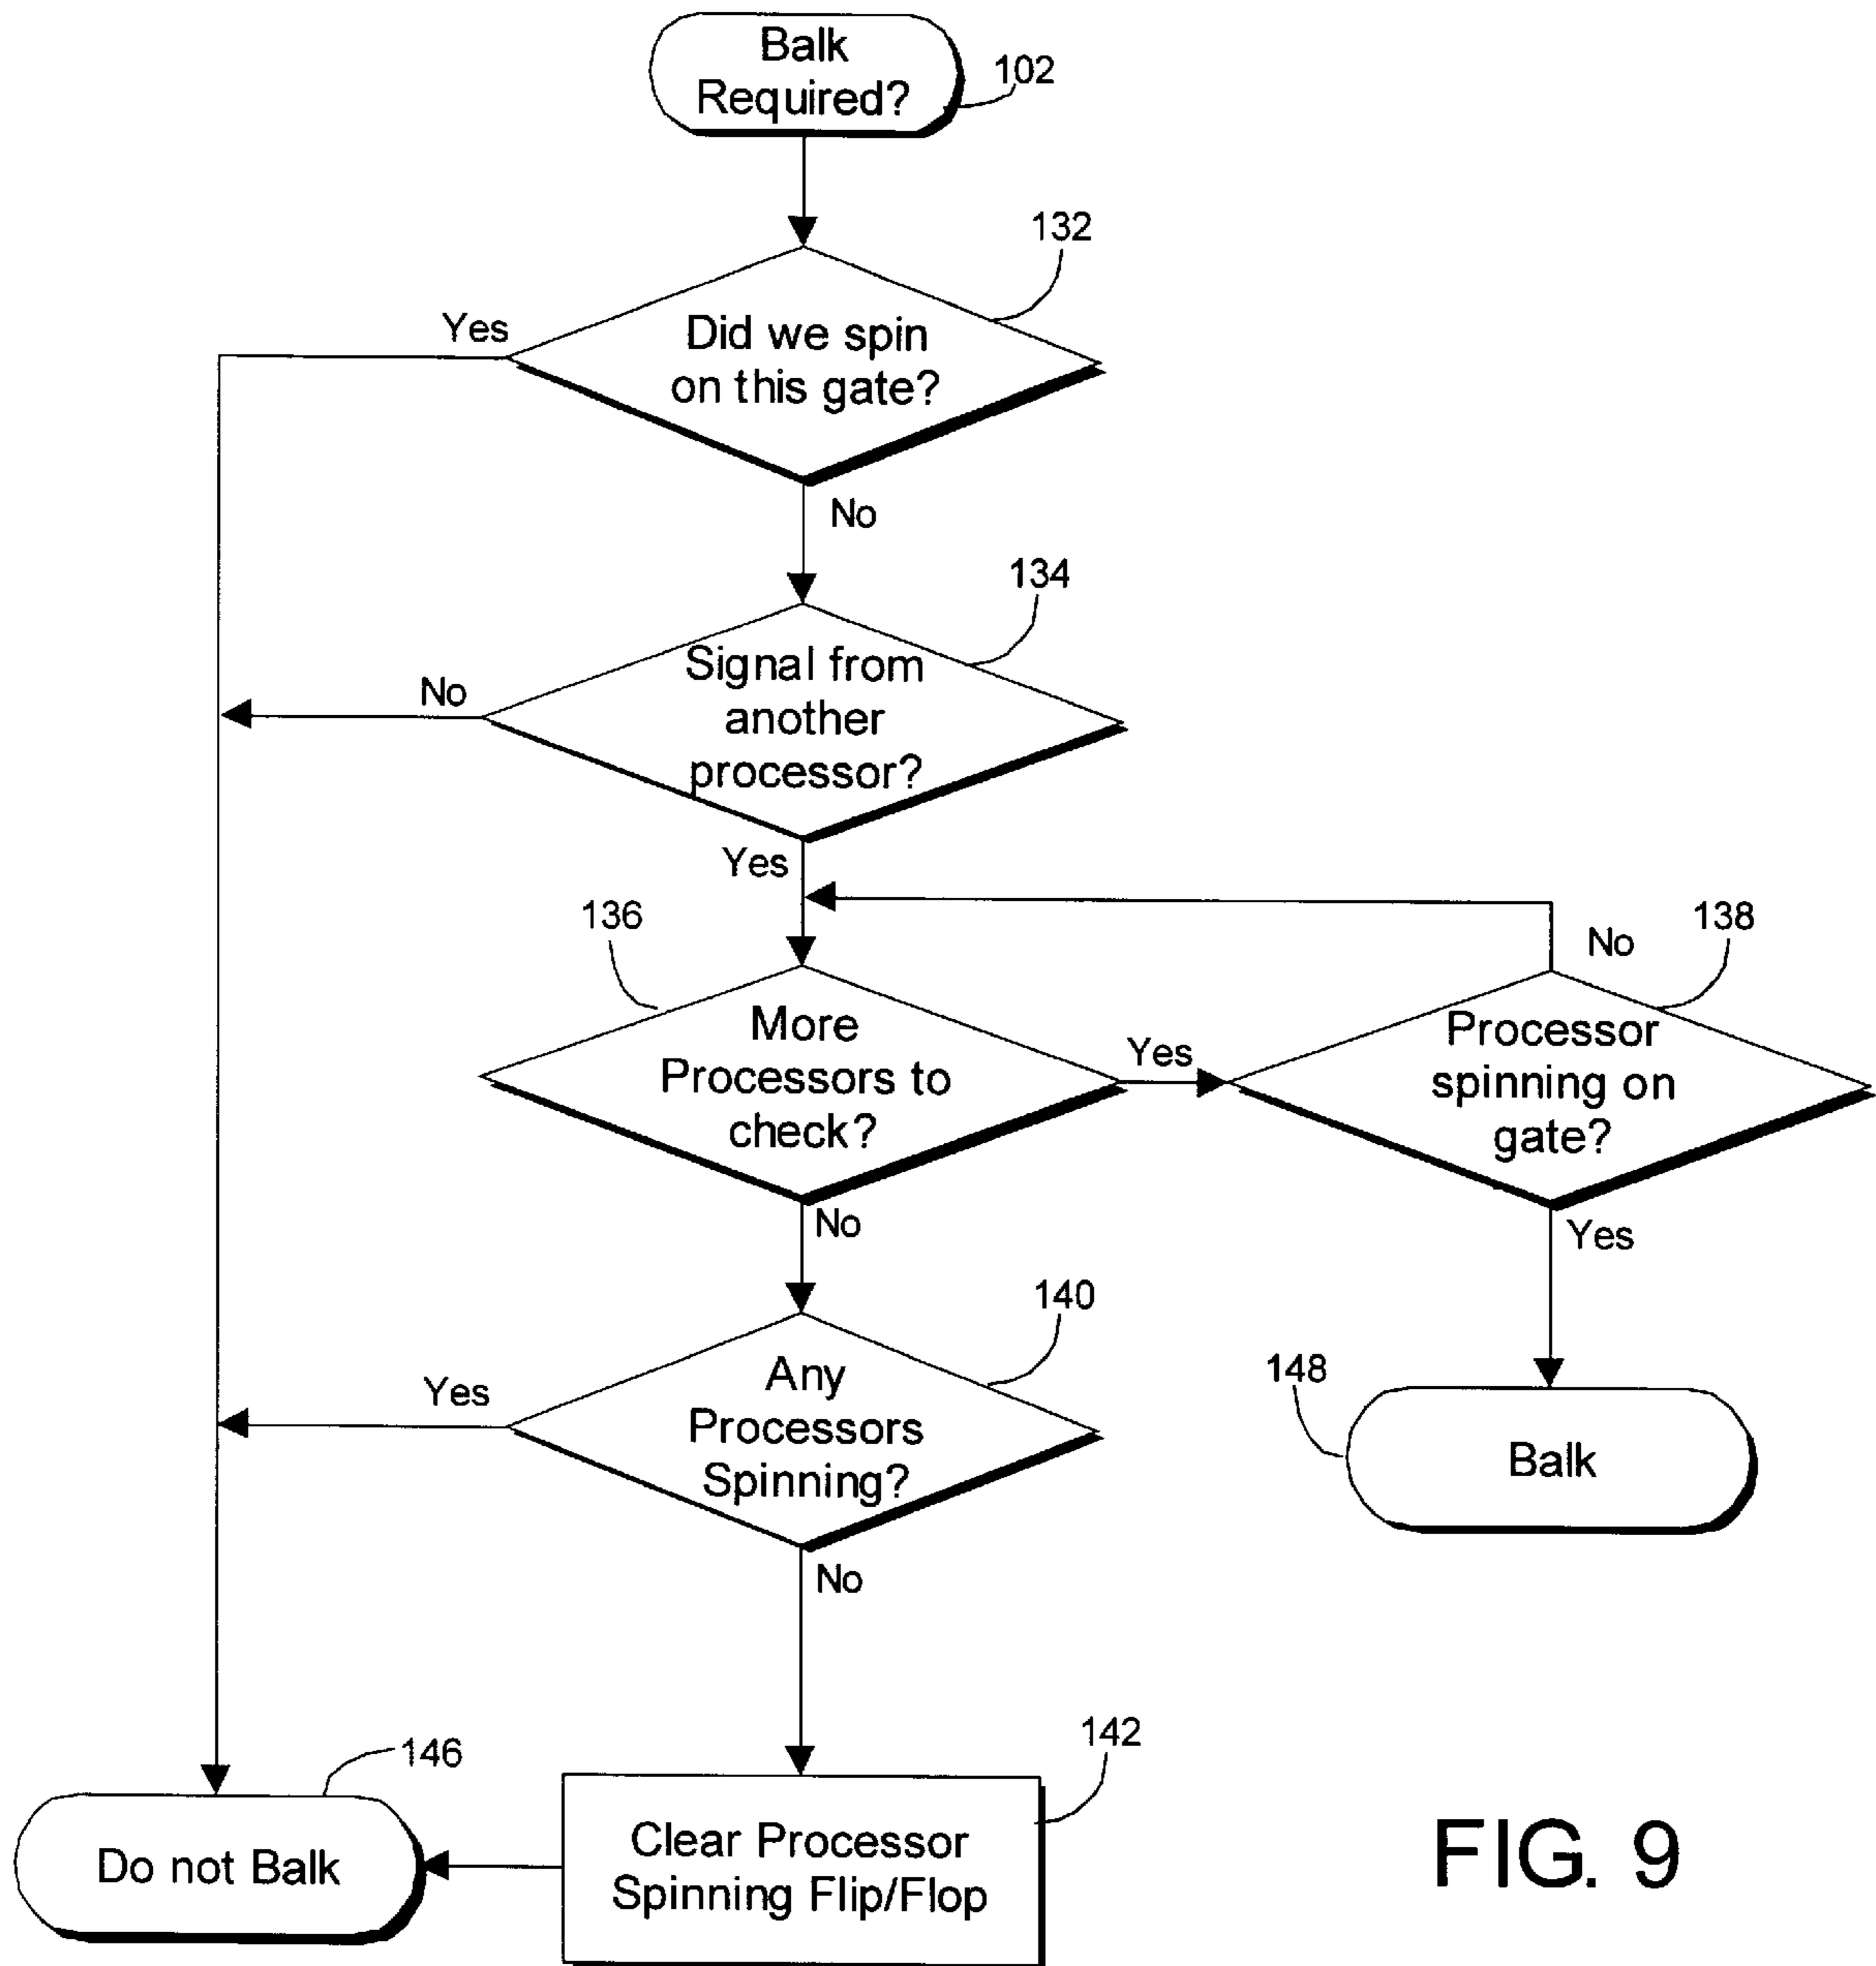 Balk
Required?
102
132
Yes
Did we spin
on this gate?
No
134
No
Signal from
another
processor?
Yes
136
138
No
More
Processors to
check?
Yes
Processor
spinning on
gate?
No
Yes
140
Yes
Any
Processors
Spinning?
148
Balk
No
146
142
Do not Balk
Clear Processor
Spinning Flip/Flop
FIG. 9